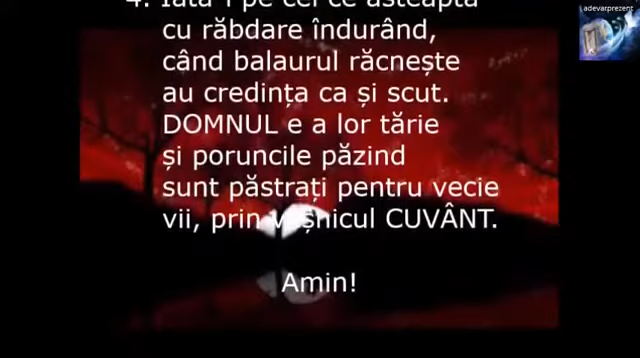 adevarprezent
4. Iată-i pe cei ce așteaptă
cu răbdare îndurând,
când balaurul răcnește
au credința ca și scut.
DOMNUL e a lor tărie
și poruncile păzind
sunt păstrați pentru vecie
vii, prin veșnicul CUVÂNT.
Amin!